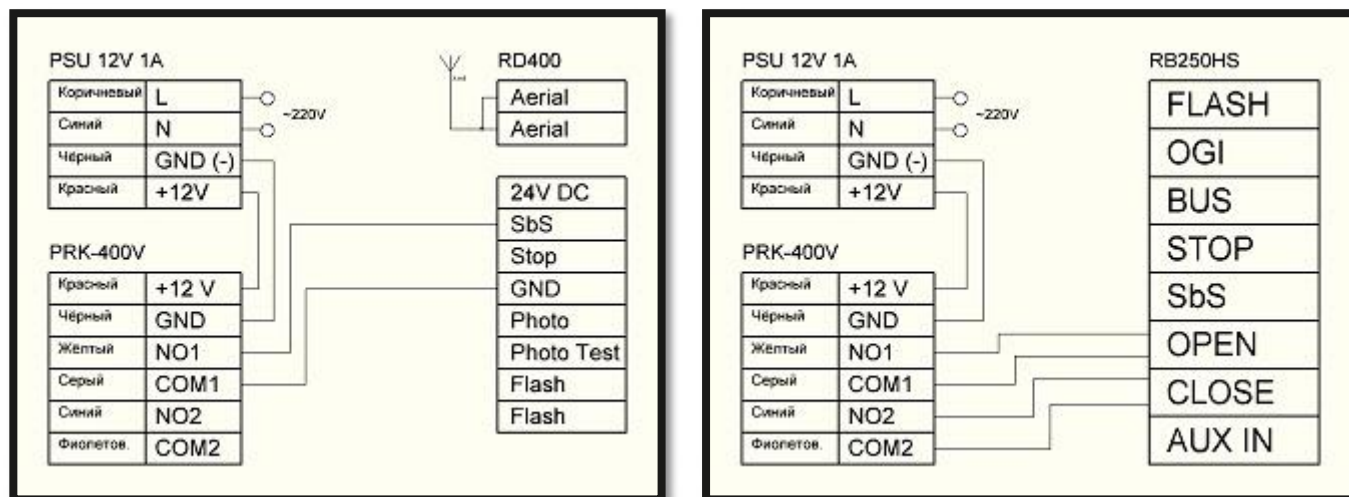 PSU 12V 1A
Коричневый L
Синий N
~220V
Чёрный GND (-)
Красный +12V
PRK-400V
Красный +12 V
Чёрный GND
Жёлтый NO1
Серый COM1
Синий NO2
Фиолетов. COM2
RD400
Aerial
Aerial
24V DC
SbS
Stop
GND
Photo
Photo Test
Flash
Flash
PSU 12V 1A
Коричневый L
Синий N
~220V
Чёрный GND (-)
Красный +12V
PRK-400V
Красный +12 V
Чёрный GND
Жёлтый NO1
Серый COM1
Синий NO2
Фиолетов. COM2
RB250HS
FLASH
OGI
BUS
STOP
SbS
OPEN
CLOSE
AUX IN